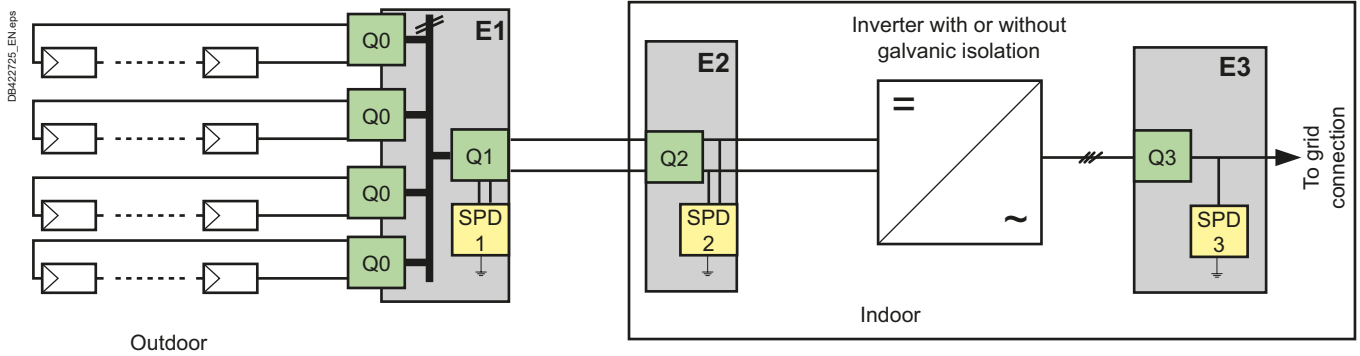 DB422725_EN.eps
Q0
Q0
Q0
Q0
E1
Q1
SPD
1
Outdoor
E2
Q2
SPD
2
Inverter with or without
galvanic isolation
=
~
Indoor
E3
Q3
SPD
3
To grid
connection